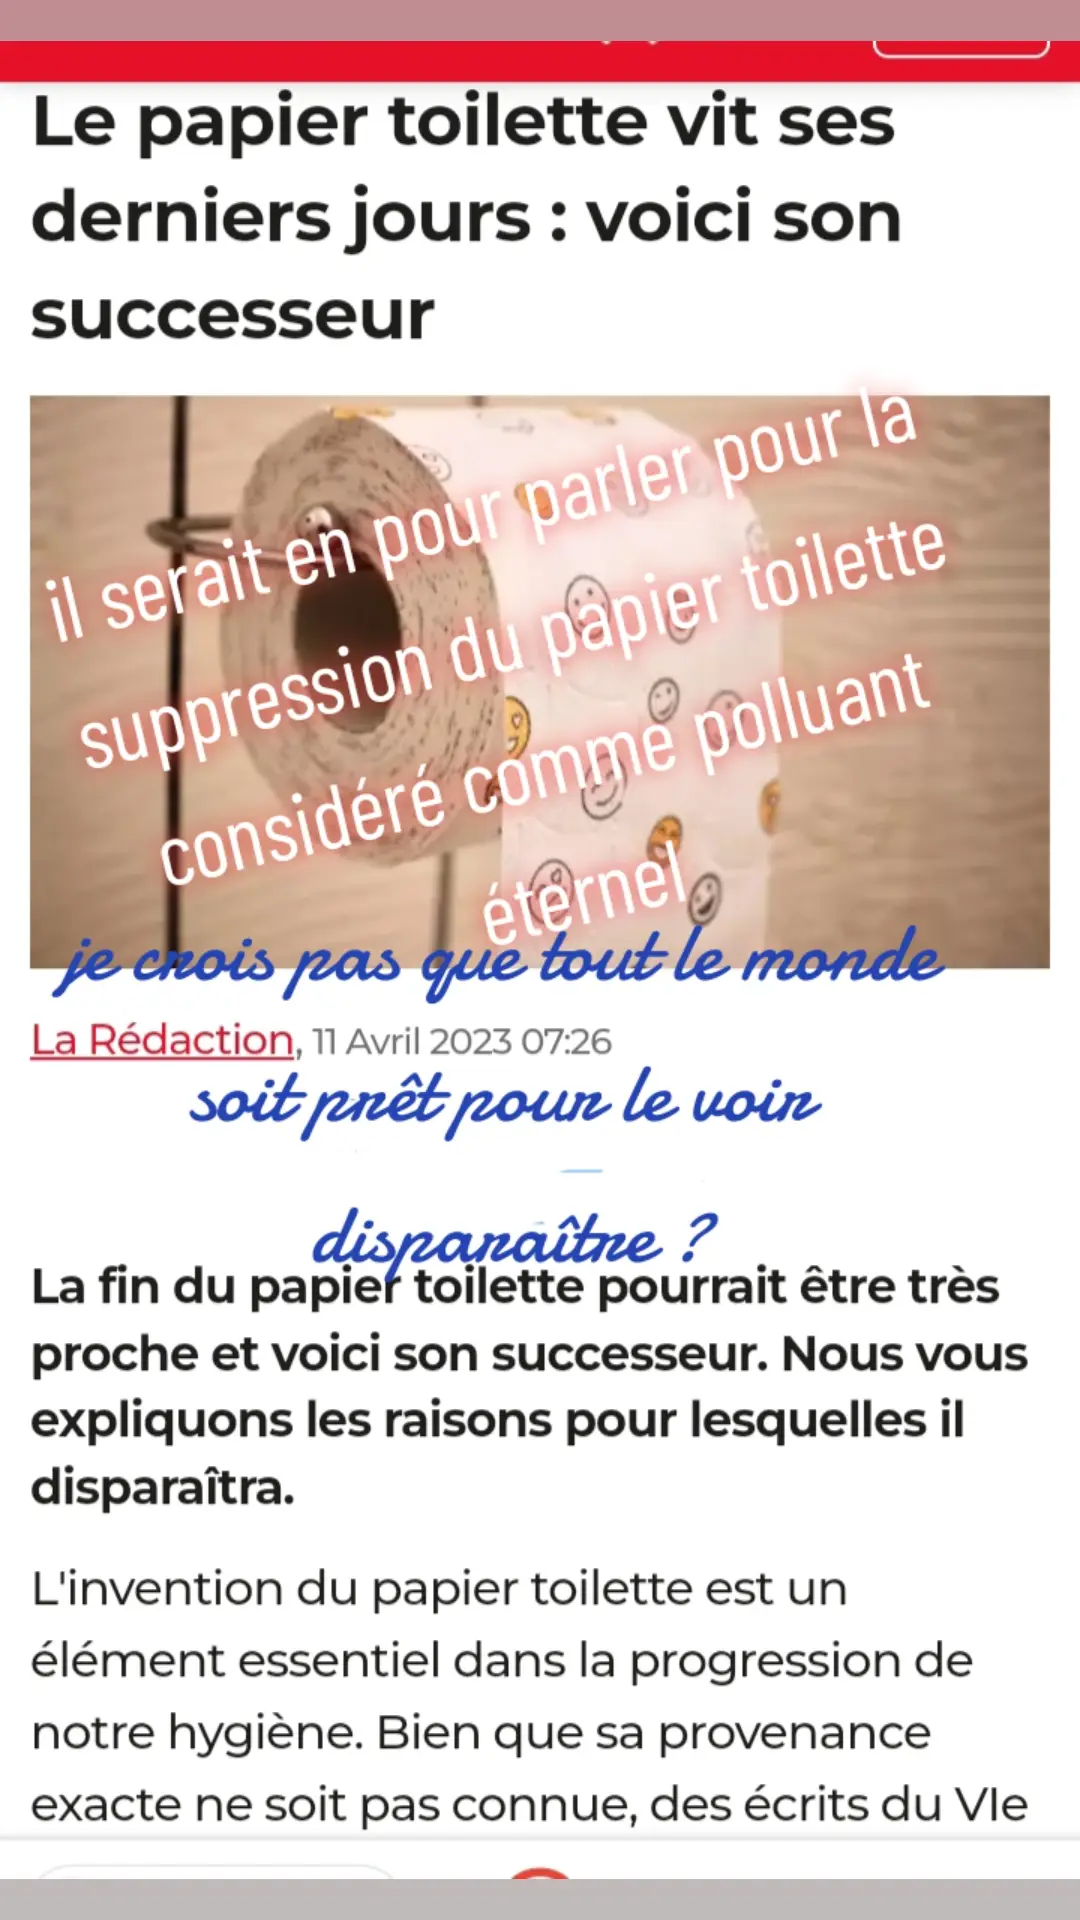 Le papier toilette vit ses
derniers jours : voici son
successeur
il serait en pour parler pour la
suppression du papier toilette
considéré comme polluant
éternel
je crois pas que tout le monde
La Rédaction, 11 Avril 2023 07:26
soit prêt pour le voir
disparaître ?
La fin du papier toilette pourrait être très
proche et voici son successeur. Nous vous
expliquons les raisons pour lesquelles il
disparaîtra.
L'invention du papier toilette est un
élément essentiel dans la progression de
notre hygiène. Bien que sa provenance
exacte ne soit pas connue, des écrits du VIe